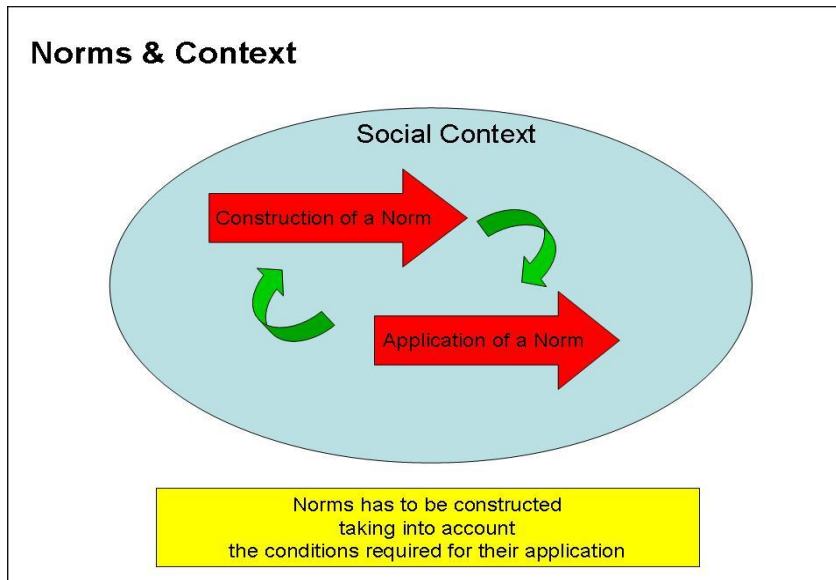 Norms & Context
Social Context
Construction of a Norm
Application of a Norm
Norms has to be constructed
taking into account
the conditions required for their application